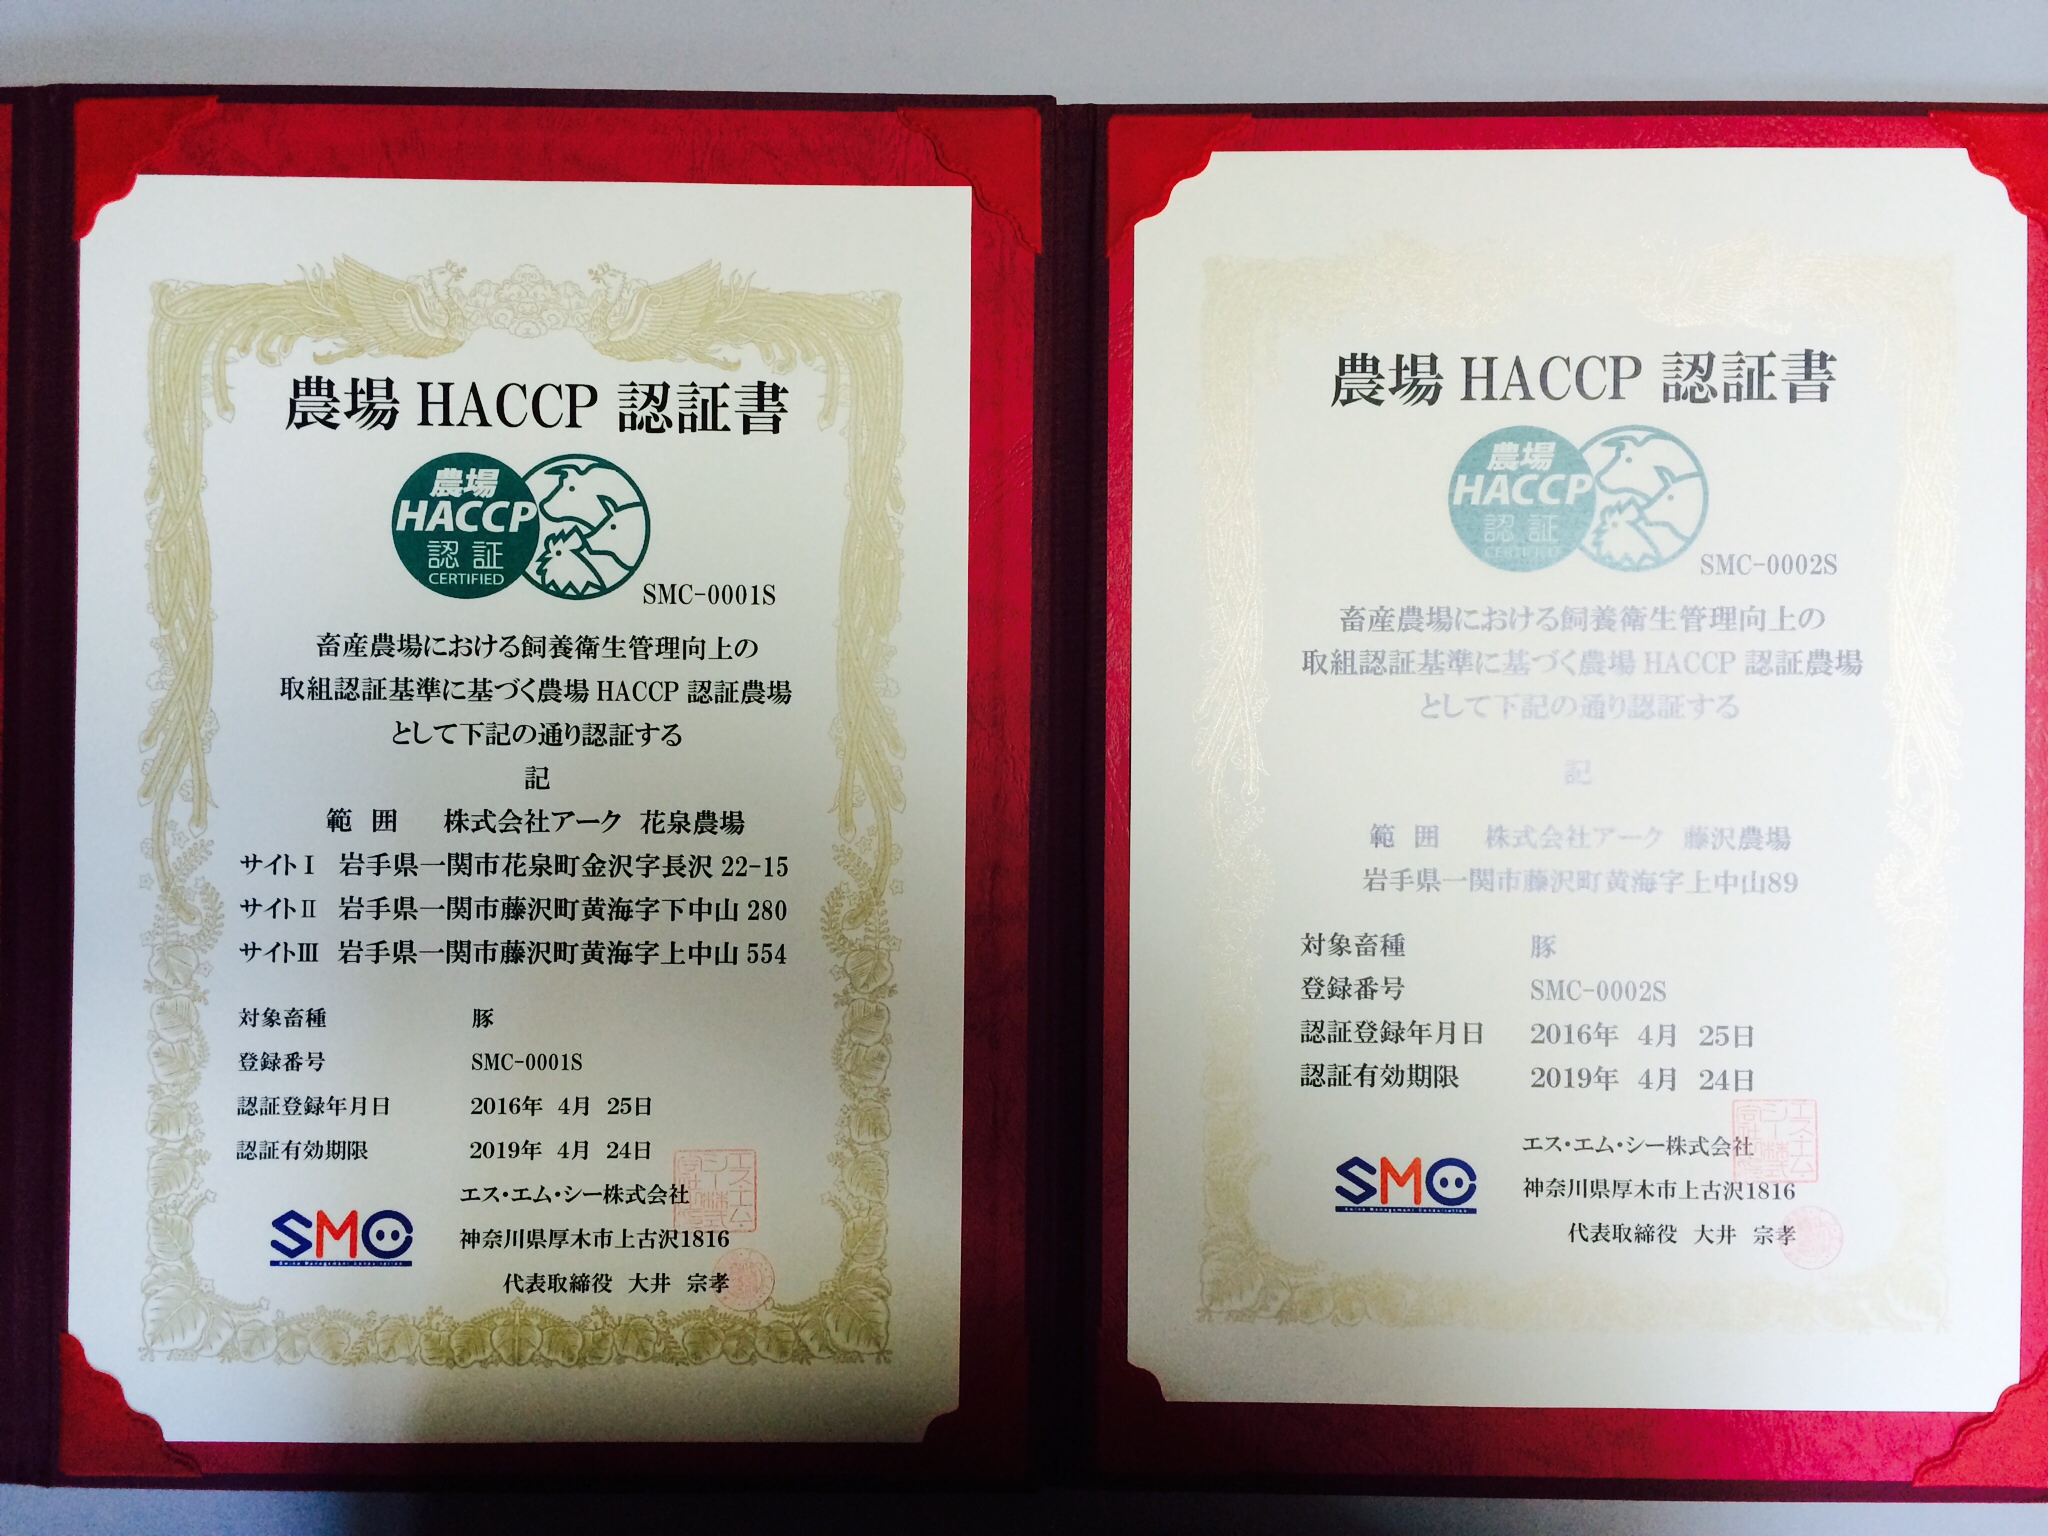 農場 HACCP 認証書
農場
HACCP
認証
CERTIFIED
SMC-0001S
畜産農場における飼養衛生管理向上の
取組認証基準に基づく農場 HACCP 認証農場
として下記の通り認証する
記
範 囲 株式会社アーク 花泉農場
サイトⅠ 岩手県一関市花泉町金沢字長沢 22-15
サイトⅡ 岩手県一関市藤沢町黄海字下中山 280
サイトⅢ 岩手県一関市藤沢町黄海字上中山 554
対象畜種 豚
登録番号 SMC-0001S
認証登録年月日 2016年 4月 25日
認証有効期限 2019年 4月 24日
エス・エム・シー株式会社
SMC
Swine Management Consultation
神奈川県厚木市上古沢1816
代表取締役 大井 宗孝
農場 HACCP 認証書
農場
HACCP
認証
CERTIFIED
SMC-0002S
畜産農場における飼養衛生管理向上の
取組認証基準に基づく農場 HACCP 認証農場
として下記の通り認証する
記
範 囲 株式会社アーク 藤沢農場
岩手県一関市藤沢町黄海字上中山89
対象畜種 豚
登録番号 SMC-0002S
認証登録年月日 2016年 4月 25日
認証有効期限 2019年 4月 24日
エス・エム・シー株式会社
SMC
Swine Management Consultation
神奈川県厚木市上古沢1816
代表取締役 大井 宗孝